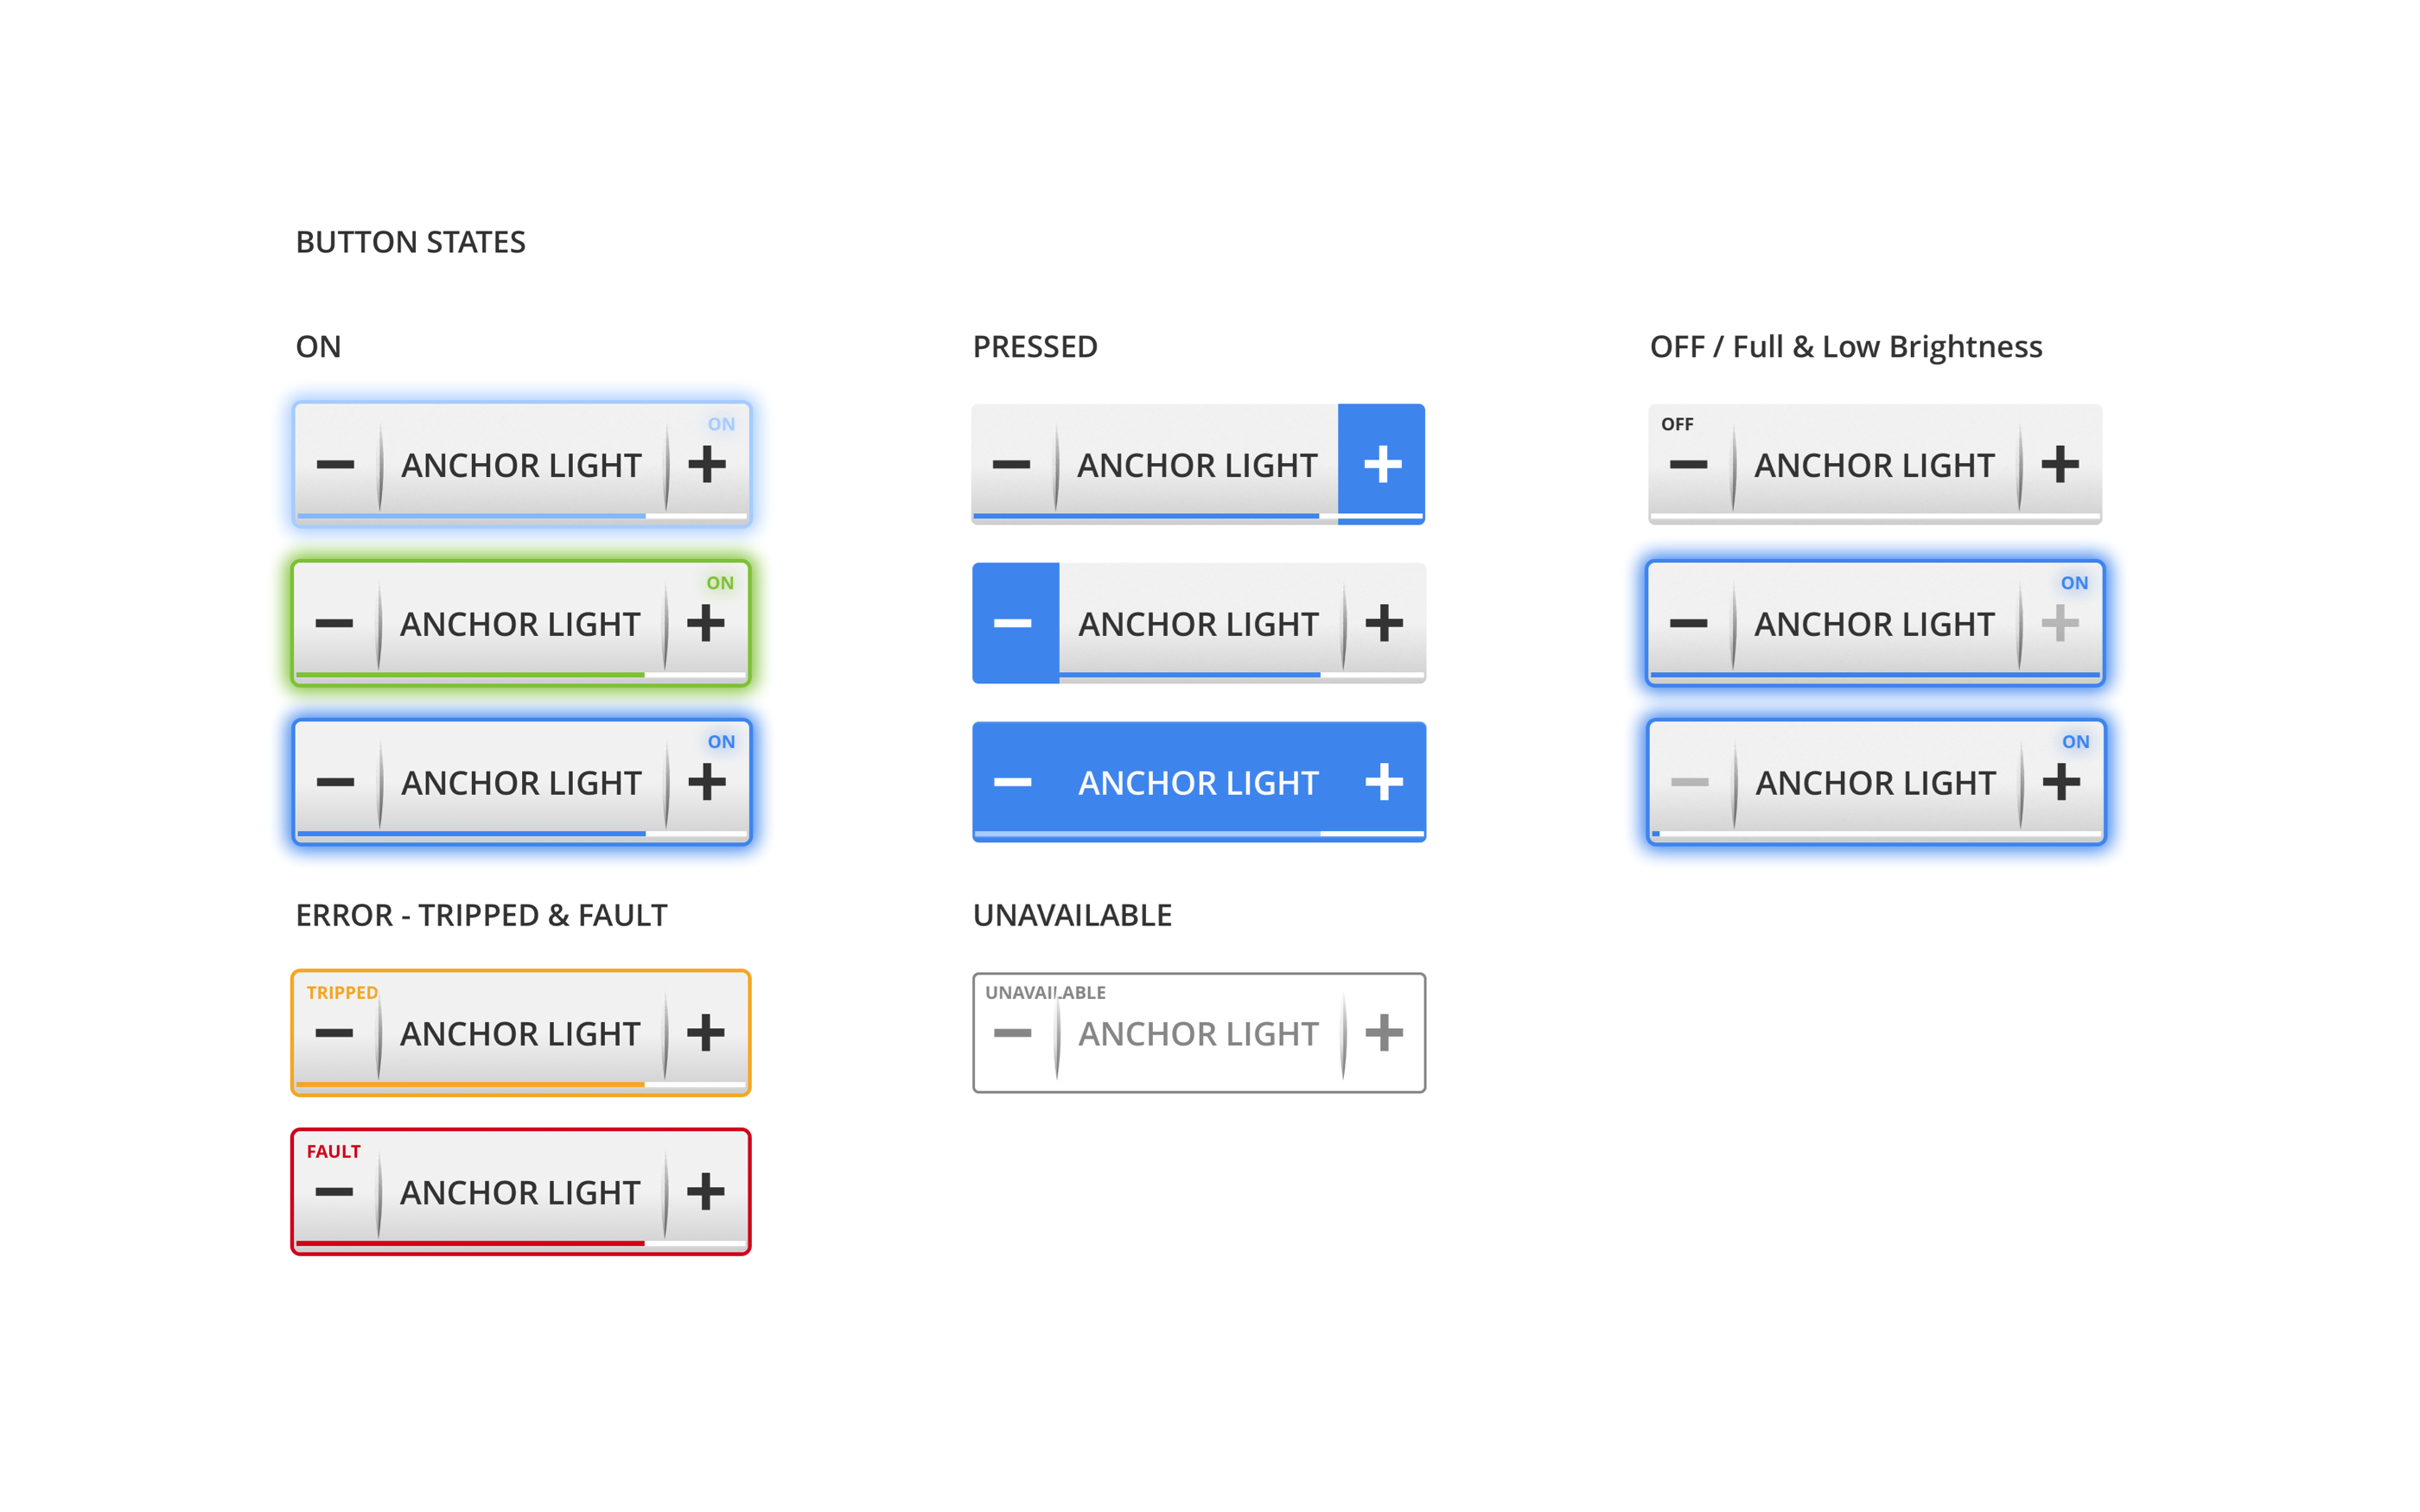 BUTTON STATES
ON
ON
− ANCHOR LIGHT +
ON
− ANCHOR LIGHT +
ON
− ANCHOR LIGHT +
PRESSED
− ANCHOR LIGHT +
− ANCHOR LIGHT +
− ANCHOR LIGHT +
OFF / Full & Low Brightness
OFF
− ANCHOR LIGHT +
ON
− ANCHOR LIGHT +
ON
− ANCHOR LIGHT +
ERROR - TRIPPED & FAULT
TRIPPED
− ANCHOR LIGHT +
FAULT
− ANCHOR LIGHT +
UNAVAILABLE
UNAVAILABLE
− ANCHOR LIGHT +